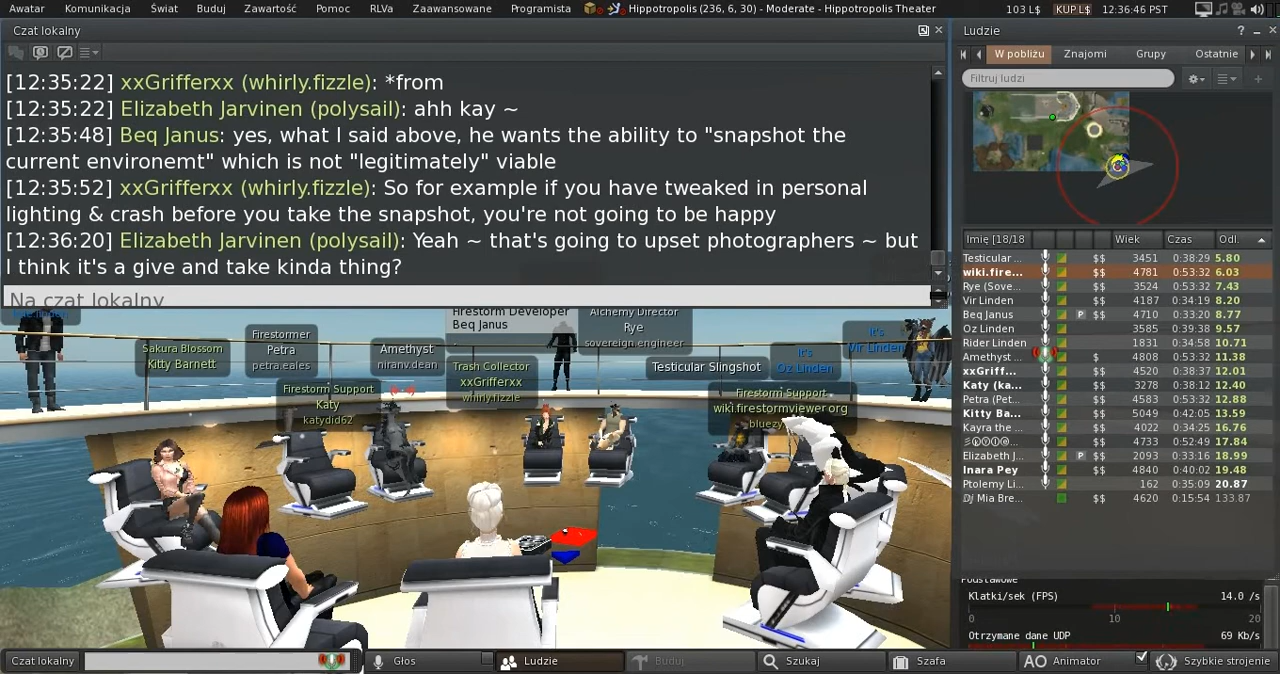 Awatar Komunikacja Świat Buduj Zawartość Pomoc RLVa Zaawansowane Programista Hippotropolis (236, 6, 30) - Moderate - Hippotropolis Theater 103 L$ KUP L$ 12:36:46 PST
Czat lokalny
[12:35:22] xxGrifferxx (whirly.fizzle): *from
[12:35:22] Elizabeth Jarvinen (polysail): ahh kay ~
[12:35:48] Beq Janus: yes, what I said above, he wants the ability to "snapshot the
current environemt" which is not "legitimately" viable
[12:35:52] xxGrifferxx (whirly.fizzle): So for example if you have tweaked in personal
lighting & crash before you take the snapshot, you're not going to be happy
[12:36:20] Elizabeth Jarvinen (polysail): Yeah ~ that's going to upset photographers ~ but
I think it's a give and take kinda thing?
Na czat lokalny
Firestorm Developer
Beq Janus
Alchemy Director
Rye
sovereign.engineer
It's
Vir Linden
Firestormer
Petra
petra.eales
Sakura Blossom
Kitty Barnett
Amethyst
niranv.dean
It's
Oz Linden
Testicular Slingshot
Trash Collector
xxGrifferxx
whirly.fizzle
Firestorm Support
Katy
katydid62
Firestorm Support
wiki.firestormviewer.org
bluezy
Ludzie
W pobliżu Znajomi Grupy Ostatnie
Filtruj ludzi
Imię [18/18 Wiek Czas Odl.
Testicular ... $$ 3451 0:38:29 5.80
wiki.fire... $$ 4781 0:53:32 6.03
Rye (Sove... $$ 3524 0:53:32 7.43
Vir Linden $$ 4187 0:34:19 8.20
Beq Janus P $$ 4710 0:33:20 8.77
Oz Linden 3585 0:39:38 9.57
Rider Linden 1831 0:34:58 10.71
Amethyst ... $ 4808 0:53:32 11.38
xxGriff... $$ 4520 0:38:37 12.01
Katy (ka... $$ 3278 0:38:12 12.40
Petra (Pet... $$ 4583 0:53:32 12.88
Kitty Ba... $$ 5049 0:42:05 13.59
Kayra the ... $$ 4022 0:34:25 16.76
$$ 4733 0:52:49 17.84
Elizabeth J... P $$ 2093 0:33:16 18.99
Inara Pey $$ 4840 0:40:02 19.48
Ptolemy Li... 162 0:35:09 20.87
Dj Mia Bre... $$ 4620 0:15:54 133.87
Podstawowe
Klatki/sek (FPS) 14.0 /s
0 10 20
Otrzymane dane UDP 69 Kb/s
Czat lokalny Głos Ludzie Buduj Szukaj Szafa AO Animator Szybkie strojenie